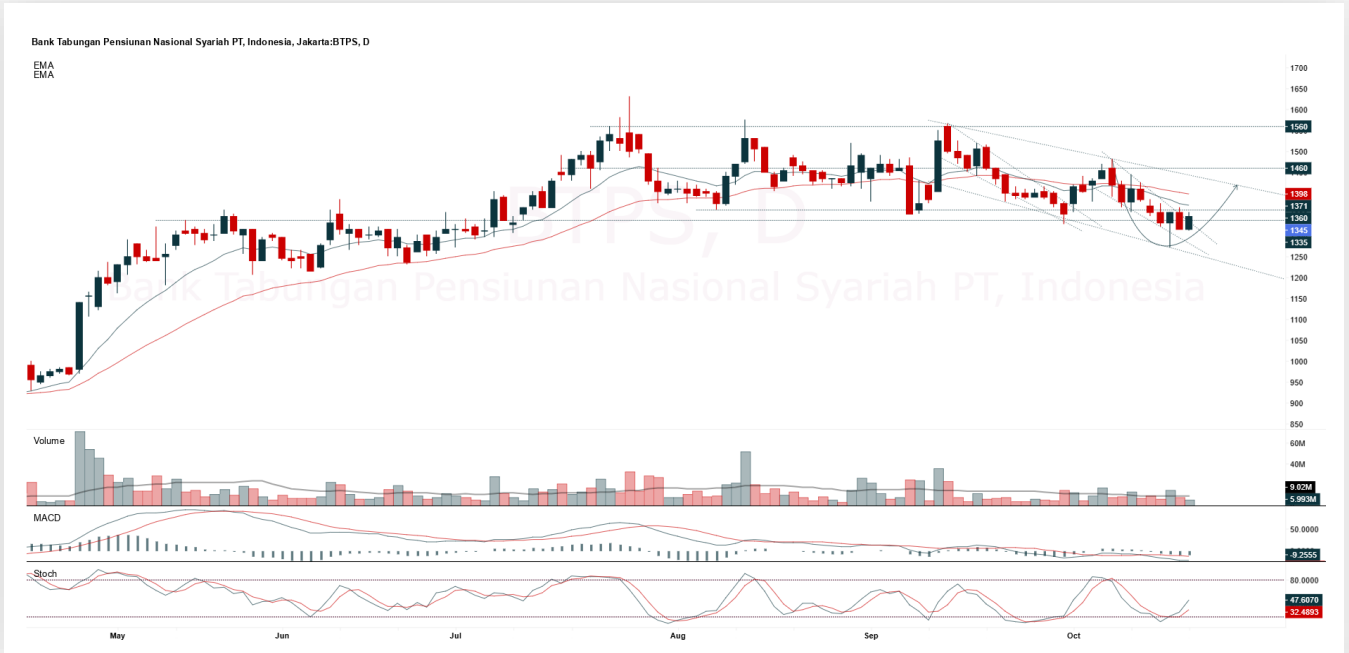 Bank Tabungan Pensiunan Nasional Syariah PT, Indonesia, Jakarta:BTPS, D
EMA
EMA
BTPS, D
Bank Tabungan Pensiunan Nasional Syariah PT, Indonesia
1700
1650
1600
1560
1500
1460
1398
1371
1360
1345
1335
1250
1200
1150
1100
1050
1000
950
900
850
Volume
60M
40M
9.02M
5.993M
MACD
50.0000
-9.2555
Stoch
80.0000
47.6070
32.4893
May Jun Jul Aug Sep Oct